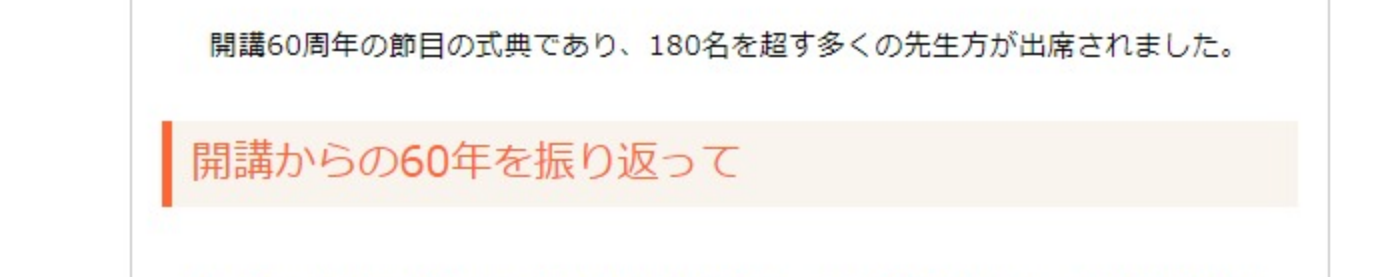 開講60周年の節目の式典であり、180名を超す多くの先生方が出席されました。
開講からの60年を振り返って